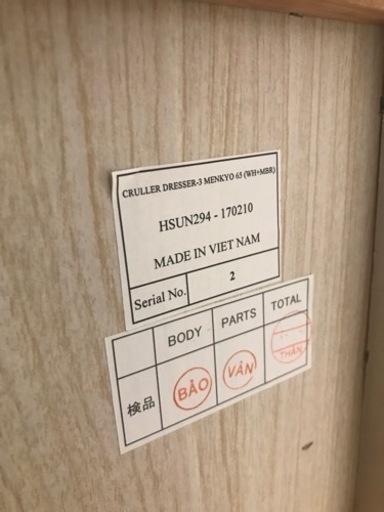 CRULLER DRESSER-3 MENKYO 65 (WH+MBR)
HSUN294 - 170210
MADE IN VIET NAM
Serial No. 2
BODY PARTS TOTAL
検品 BẢO VÂN THÂN